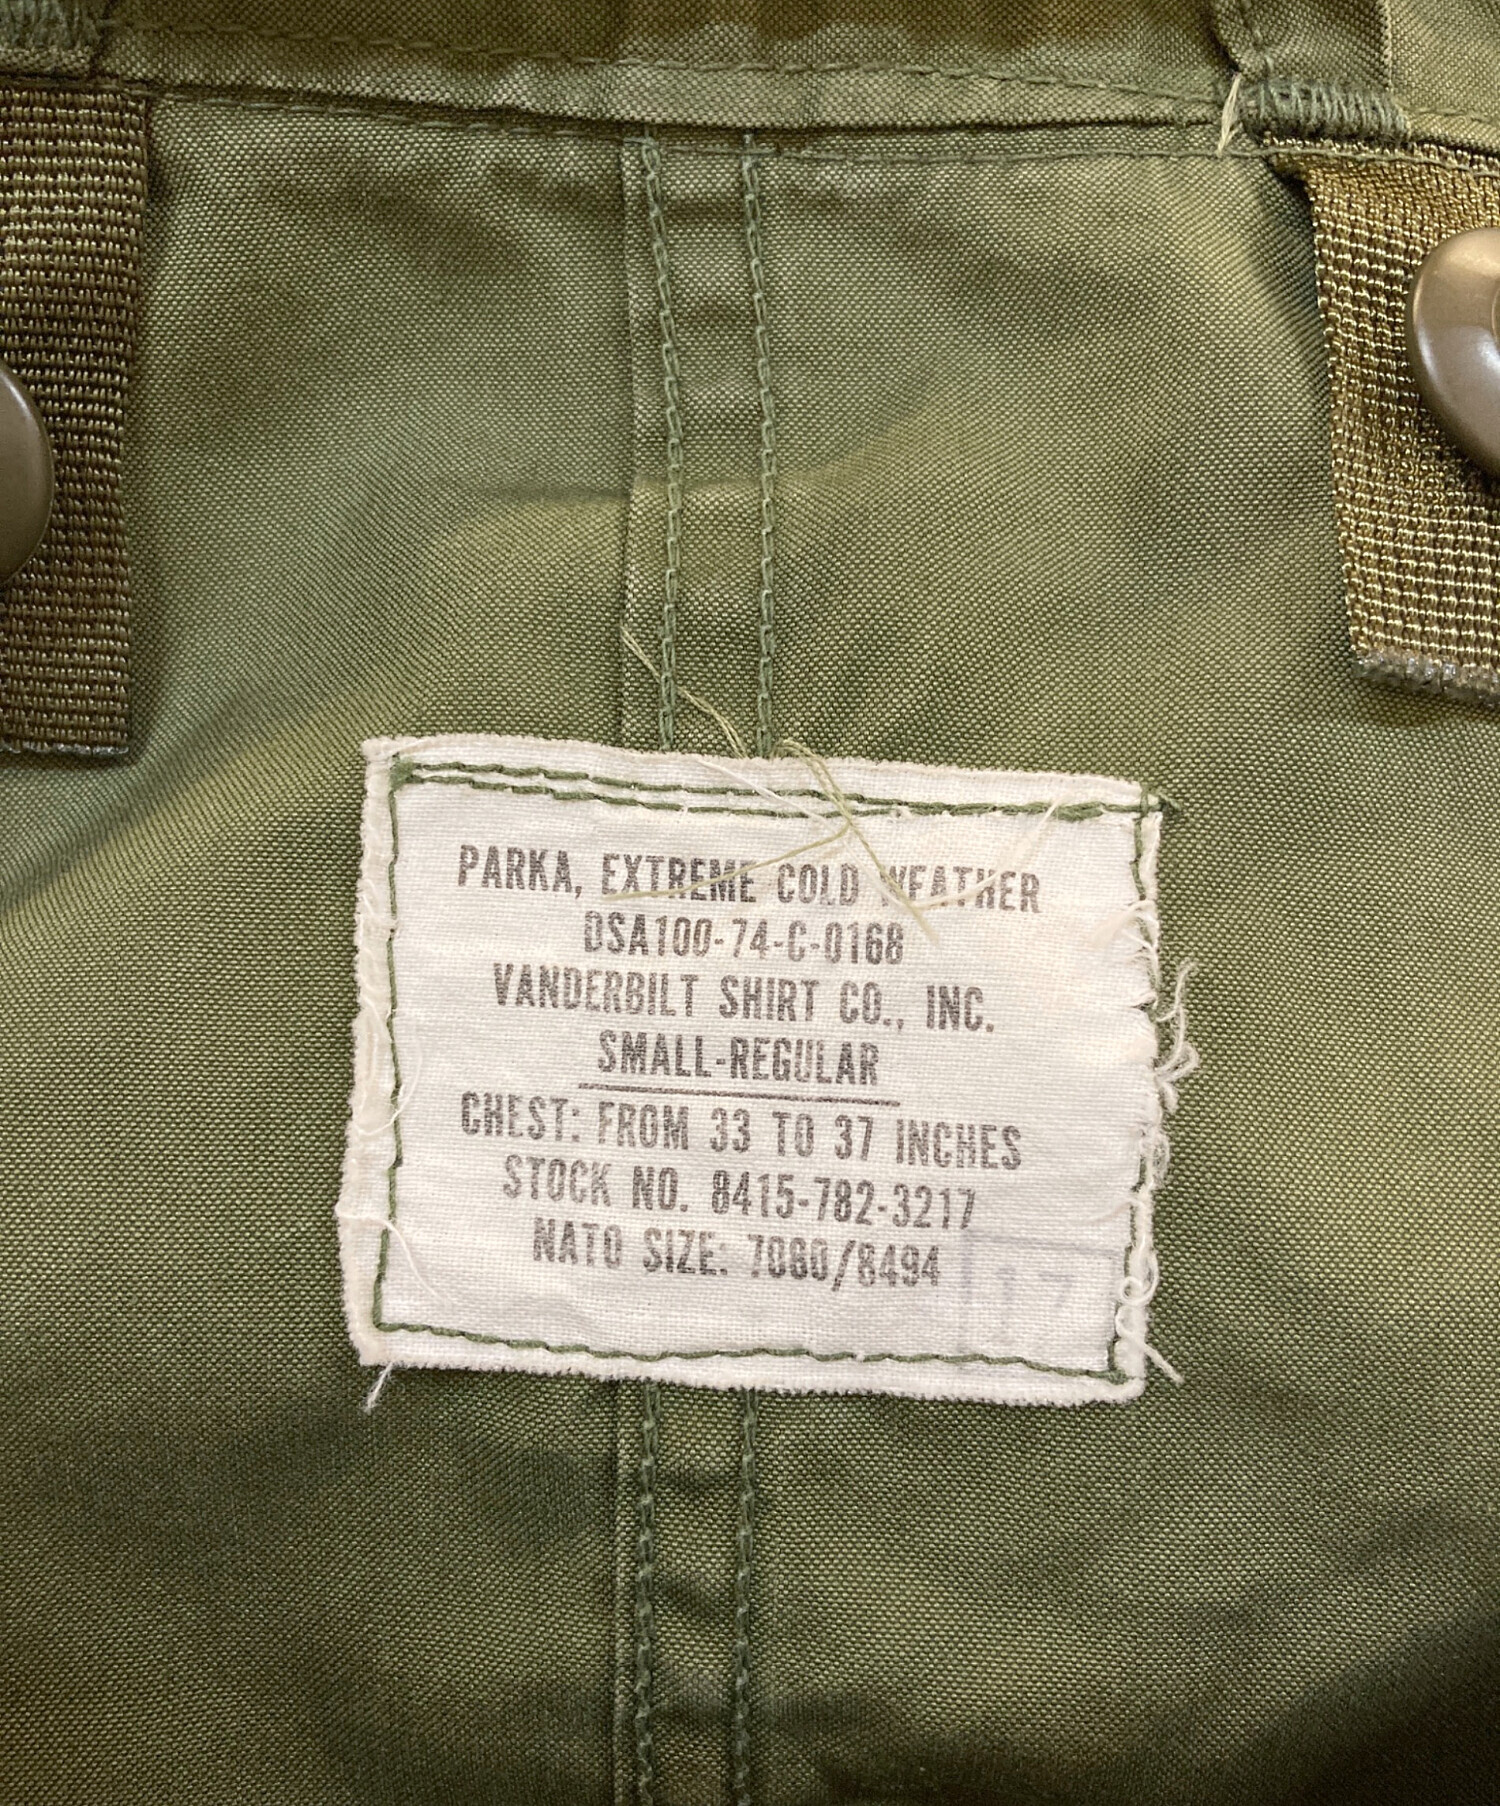 PARKA, EXTREME COLD WEATHER
DSA100-74-C-0168
VANDERBILT SHIRT CO., INC.
SMALL-REGULAR
CHEST: FROM 33 TO 37 INCHES
STOCK NO. 8415-782-3217
NATO SIZE: 7080/8494
17